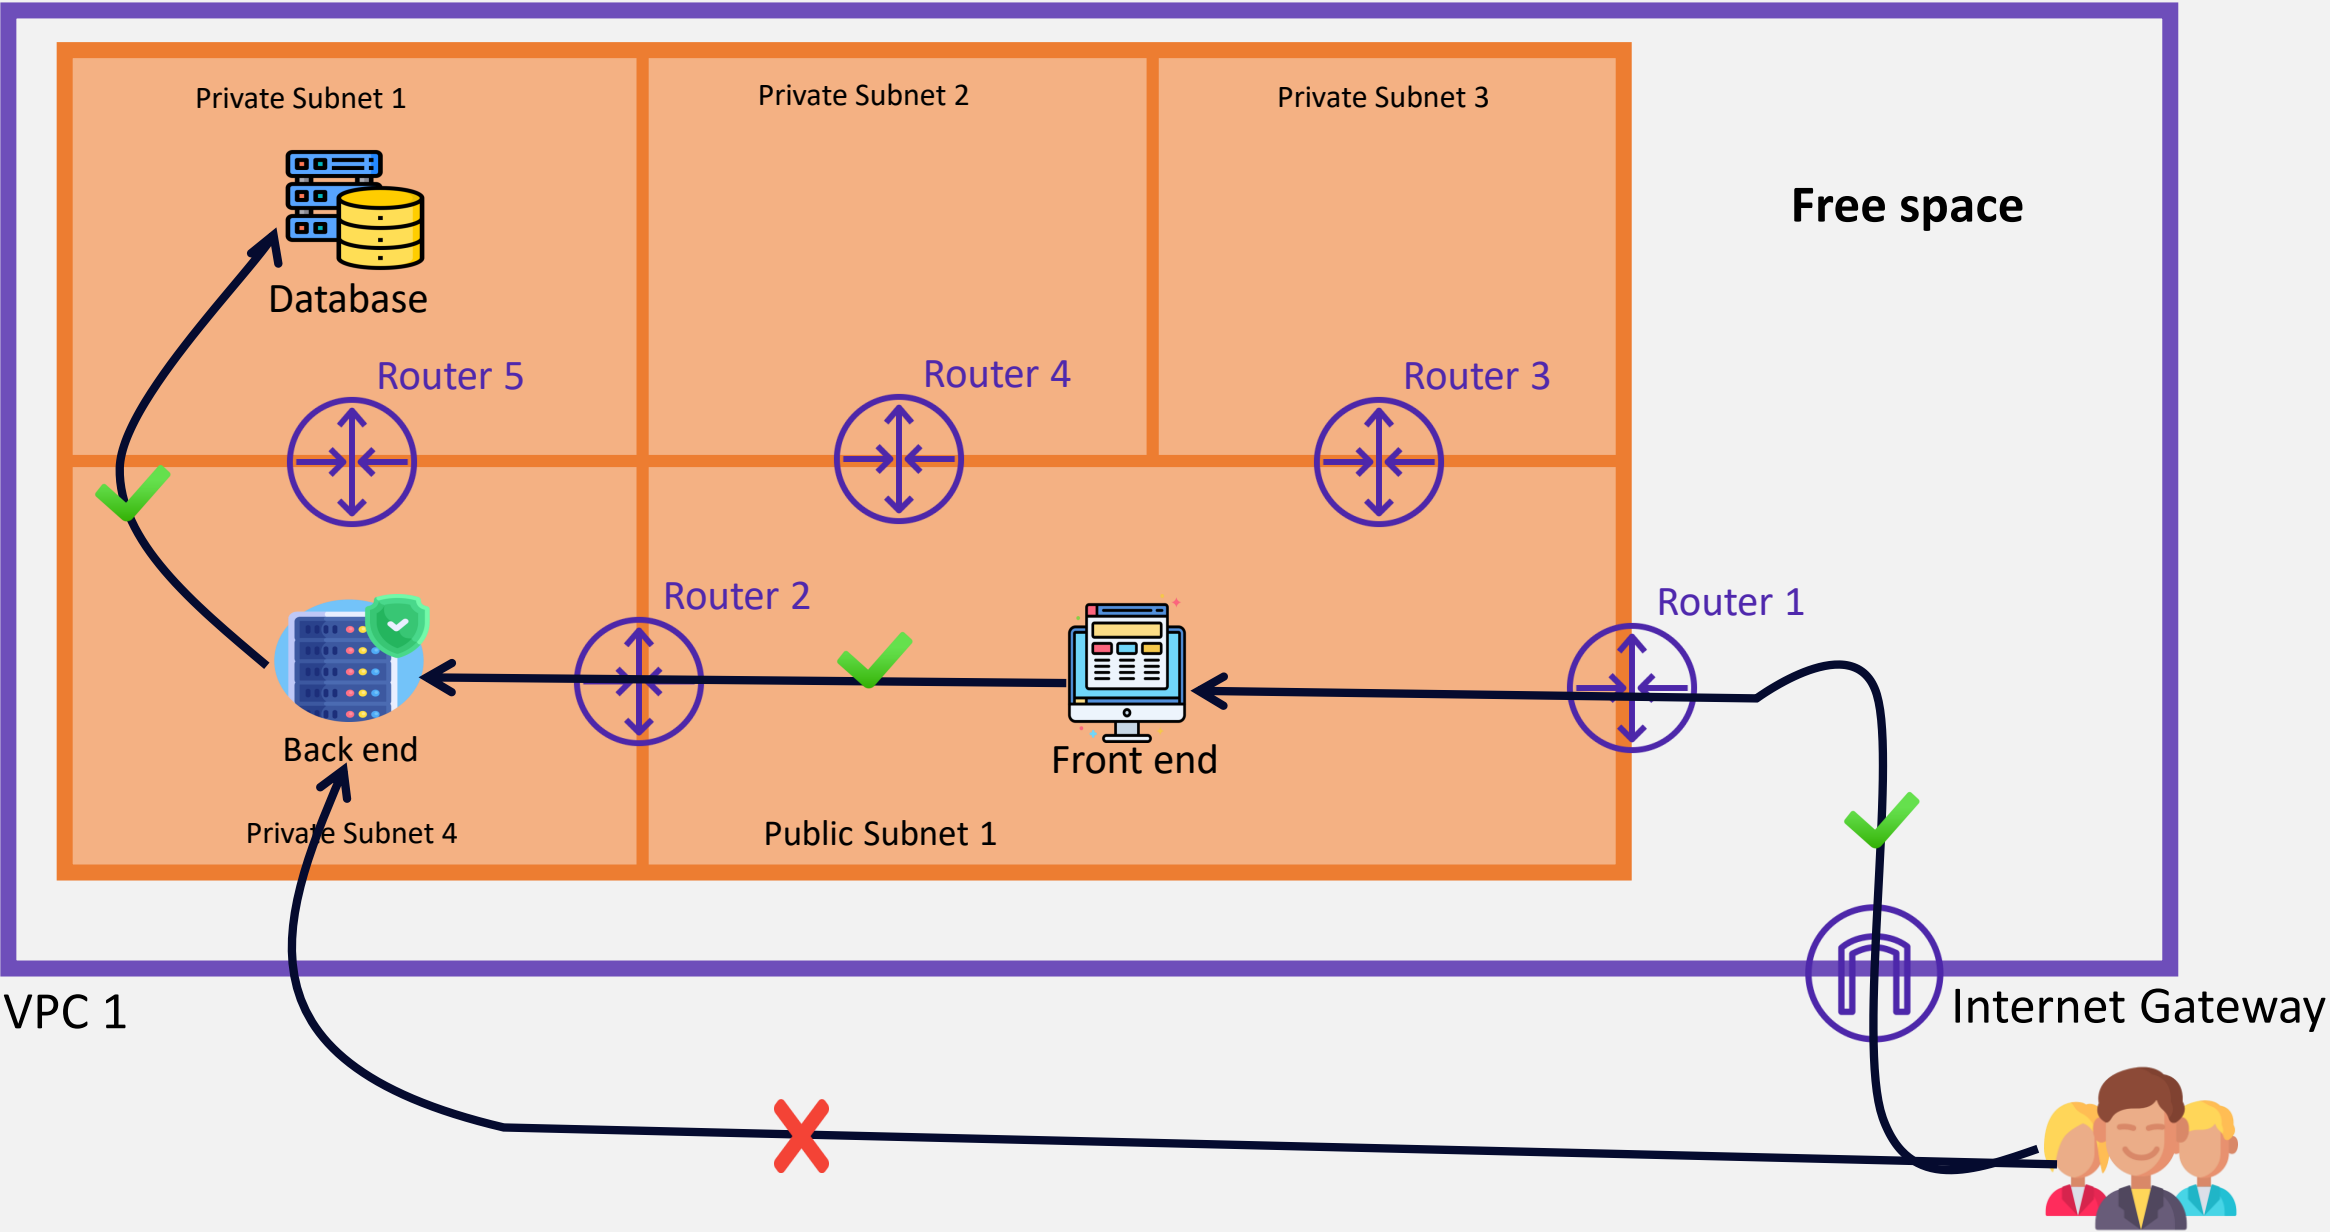 Private Subnet 1
Private Subnet 2
Private Subnet 3
Free space
Database
Router 5
Router 4
Router 3
Router 2
Router 1
Back end
Front end
Private Subnet 4
Public Subnet 1
VPC 1
Internet Gateway